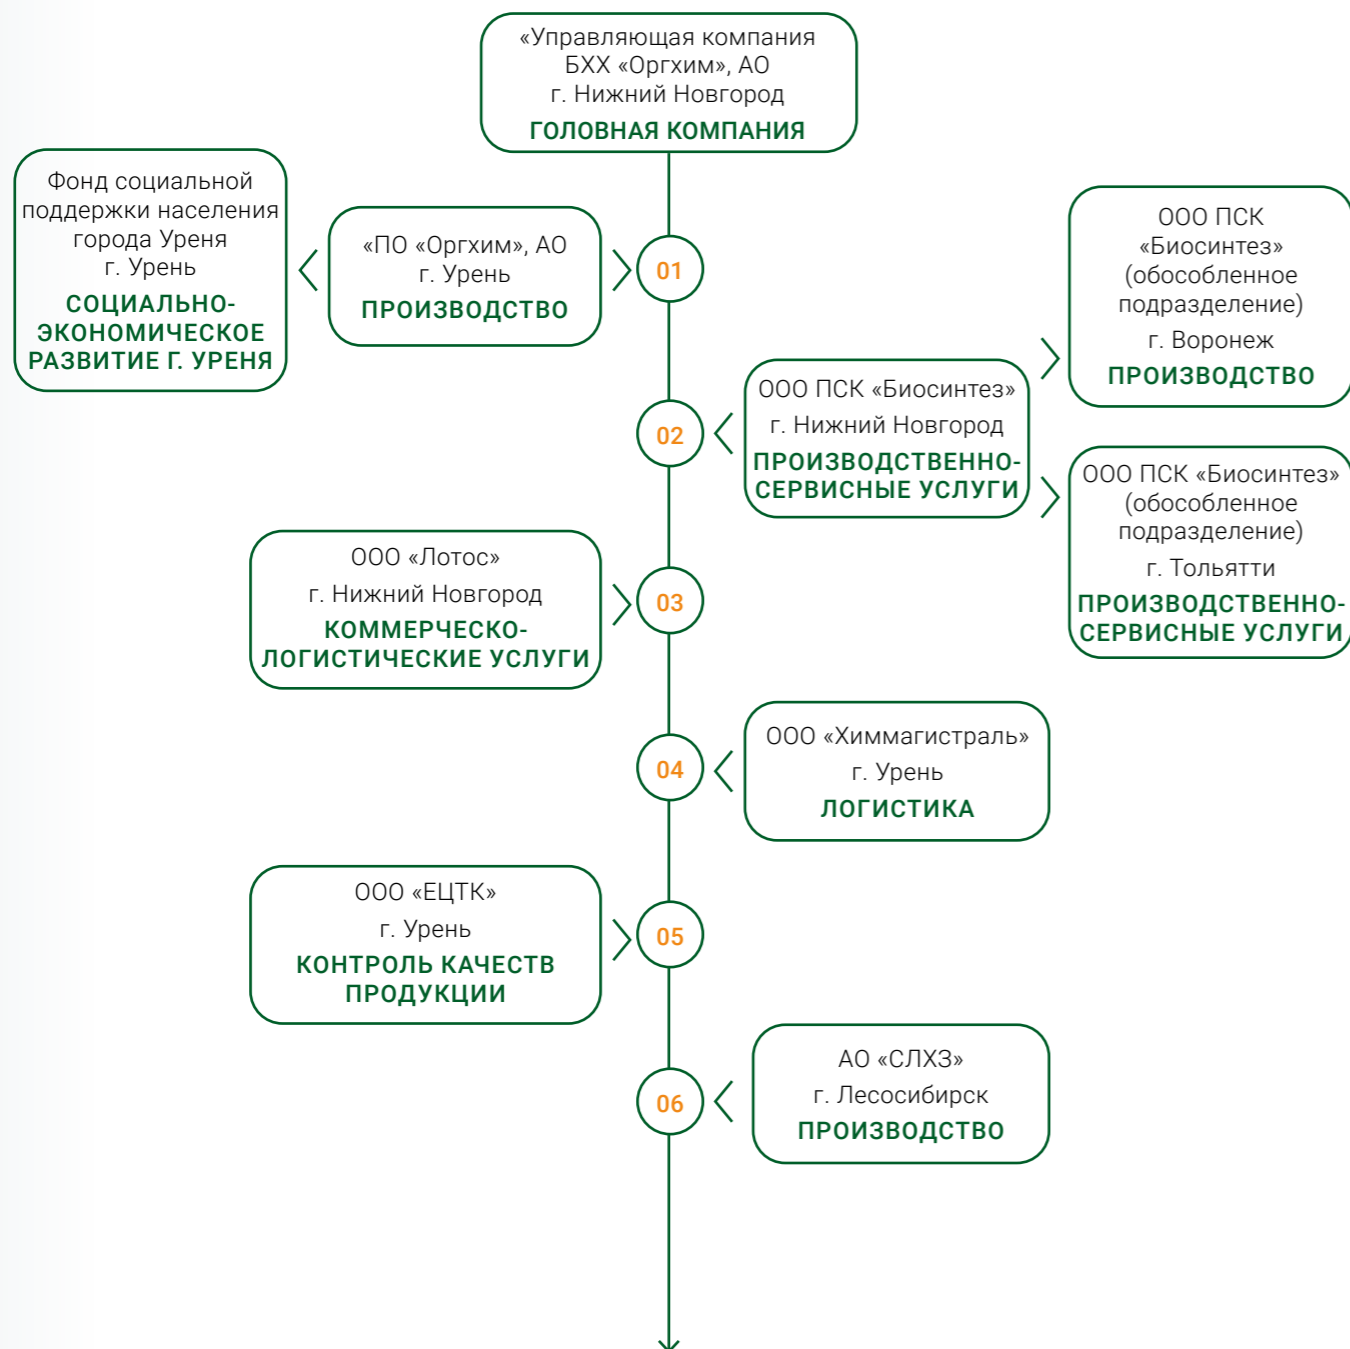 «Управляющая компания
БХХ «Оргхим», АО
г. Нижний Новгород
ГОЛОВНАЯ КОМПАНИЯ
Фонд социальной
поддержки населения
города Уреня
г. Урень
СОЦИАЛЬНО-
ЭКОНОМИЧЕСКОЕ
РАЗВИТИЕ Г. УРЕНЯ
«ПО «Оргхим», АО
г. Урень
ПРОИЗВОДСТВО
01
ООО ПСК
«Биосинтез»
(обособленное
подразделение)
г. Воронеж
ПРОИЗВОДСТВО
02
ООО ПСК «Биосинтез»
г. Нижний Новгород
ПРОИЗВОДСТВЕННО-
СЕРВИСНЫЕ УСЛУГИ
ООО ПСК «Биосинтез»
(обособленное
подразделение)
г. Тольятти
ПРОИЗВОДСТВЕННО-
СЕРВИСНЫЕ УСЛУГИ
ООО «Лотос»
г. Нижний Новгород
КОММЕРЧЕСКО-
ЛОГИСТИЧЕСКИЕ УСЛУГИ
03
04
ООО «Химмагистраль»
г. Урень
ЛОГИСТИКА
ООО «ЕЦТК»
г. Урень
КОНТРОЛЬ КАЧЕСТВ
ПРОДУКЦИИ
05
06
АО «СЛХЗ»
г. Лесосибирск
ПРОИЗВОДСТВО